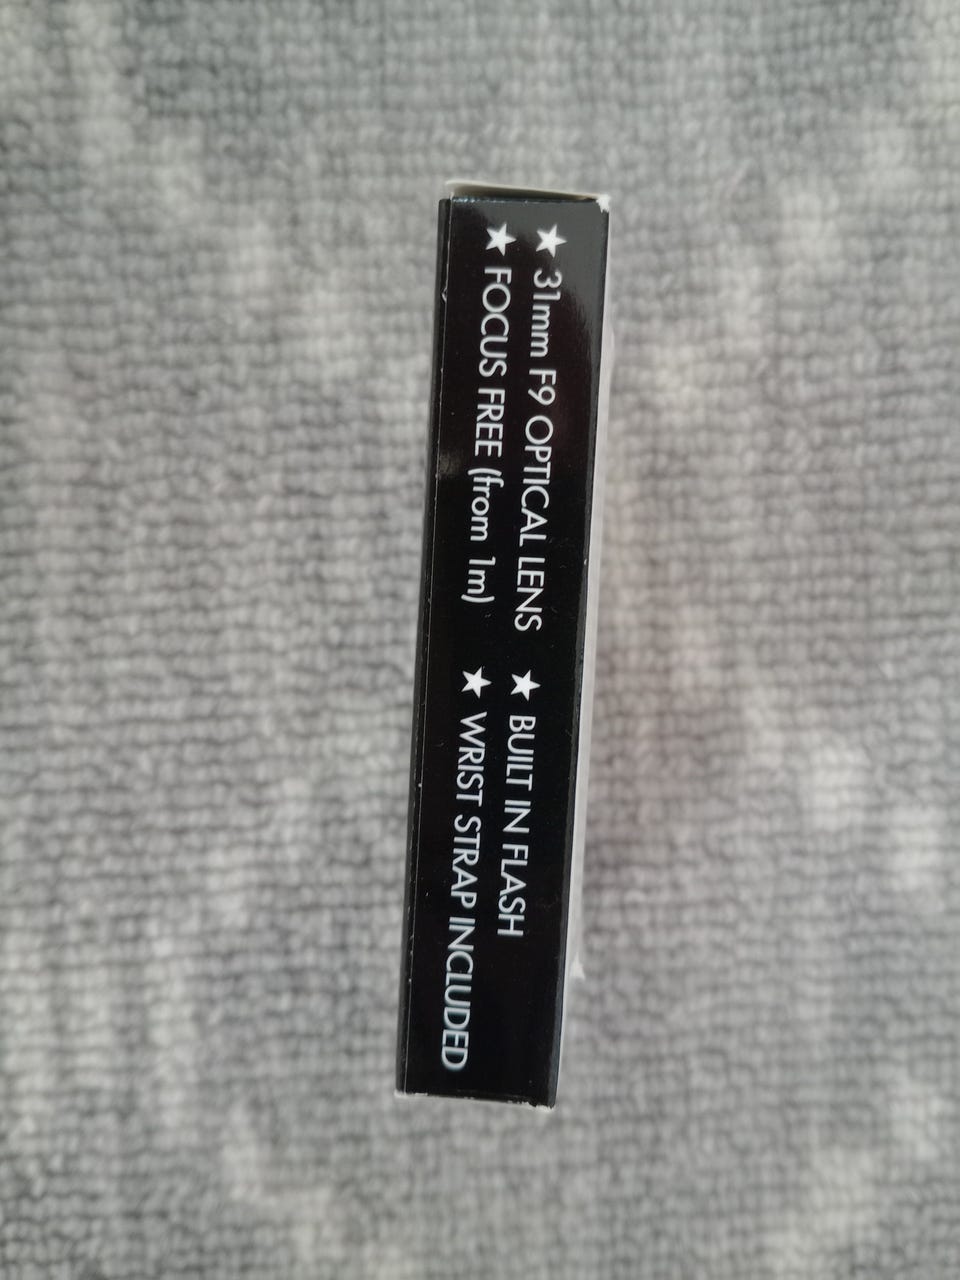 ★ 31mm F9 OPTICAL LENS ★ BUILT IN FLASH
★ FOCUS FREE (from 1m) ★ WRIST STRAP INCLUDED